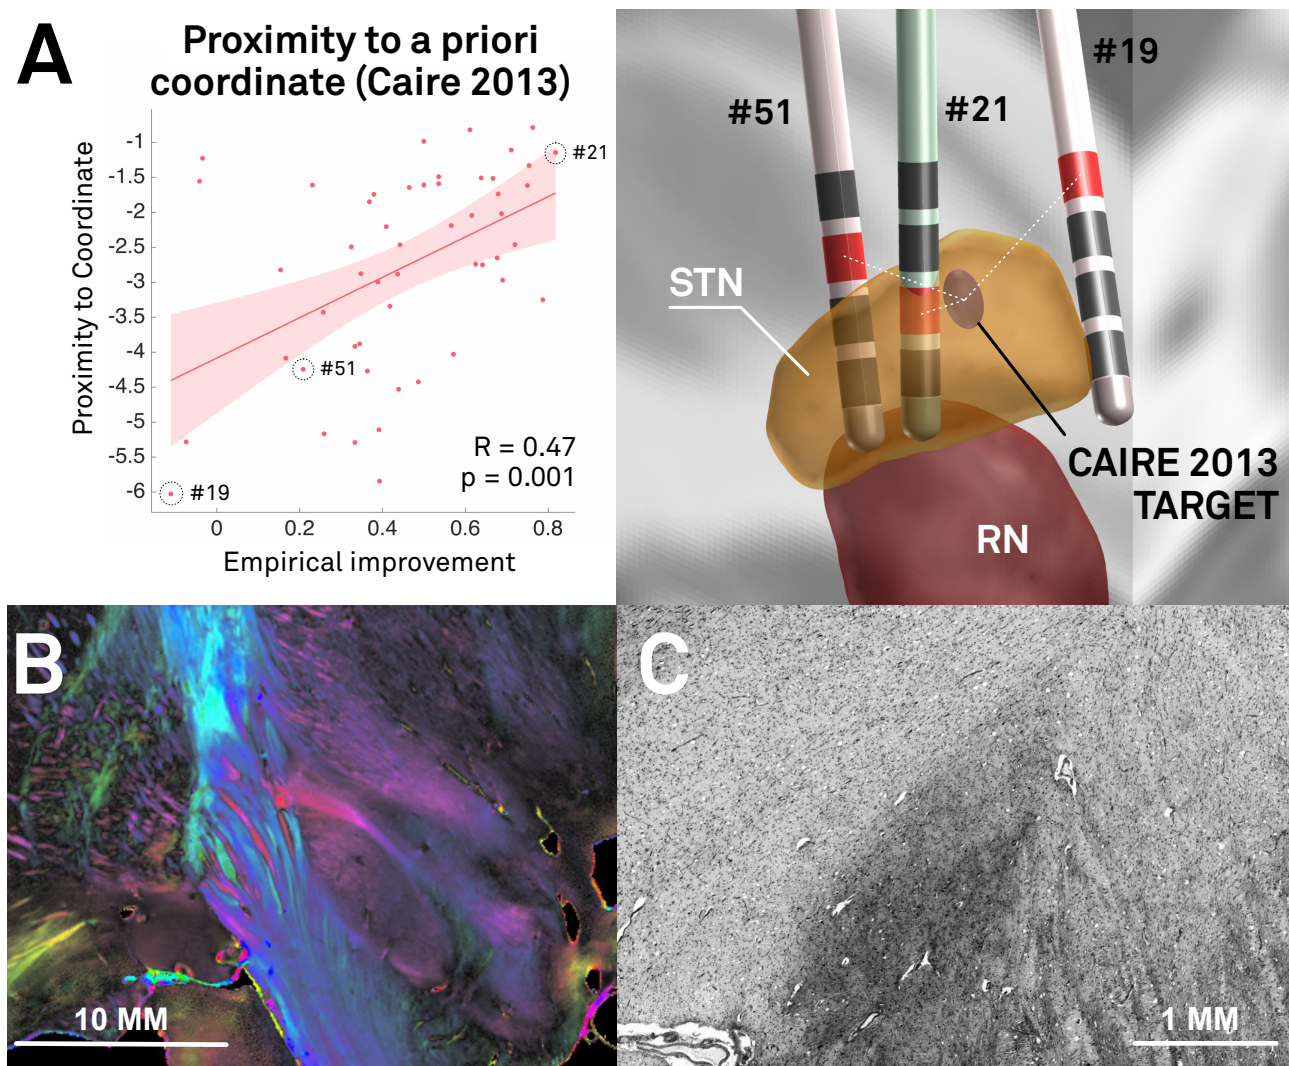 A
Proximity to a priori
coordinate (Caire 2013)
Proximity to Coordinate
-1
-1.5
-2
-2.5
-3
-3.5
-4
-4.5
-5
-5.5
-6
#21
#51
#19
R = 0.47
p = 0.001
0
0.2
0.4
0.6
0.8
Empirical improvement
#51
#21
#19
STN
CAIRE 2013
TARGET
RN
B
10 MM
C
1 MM